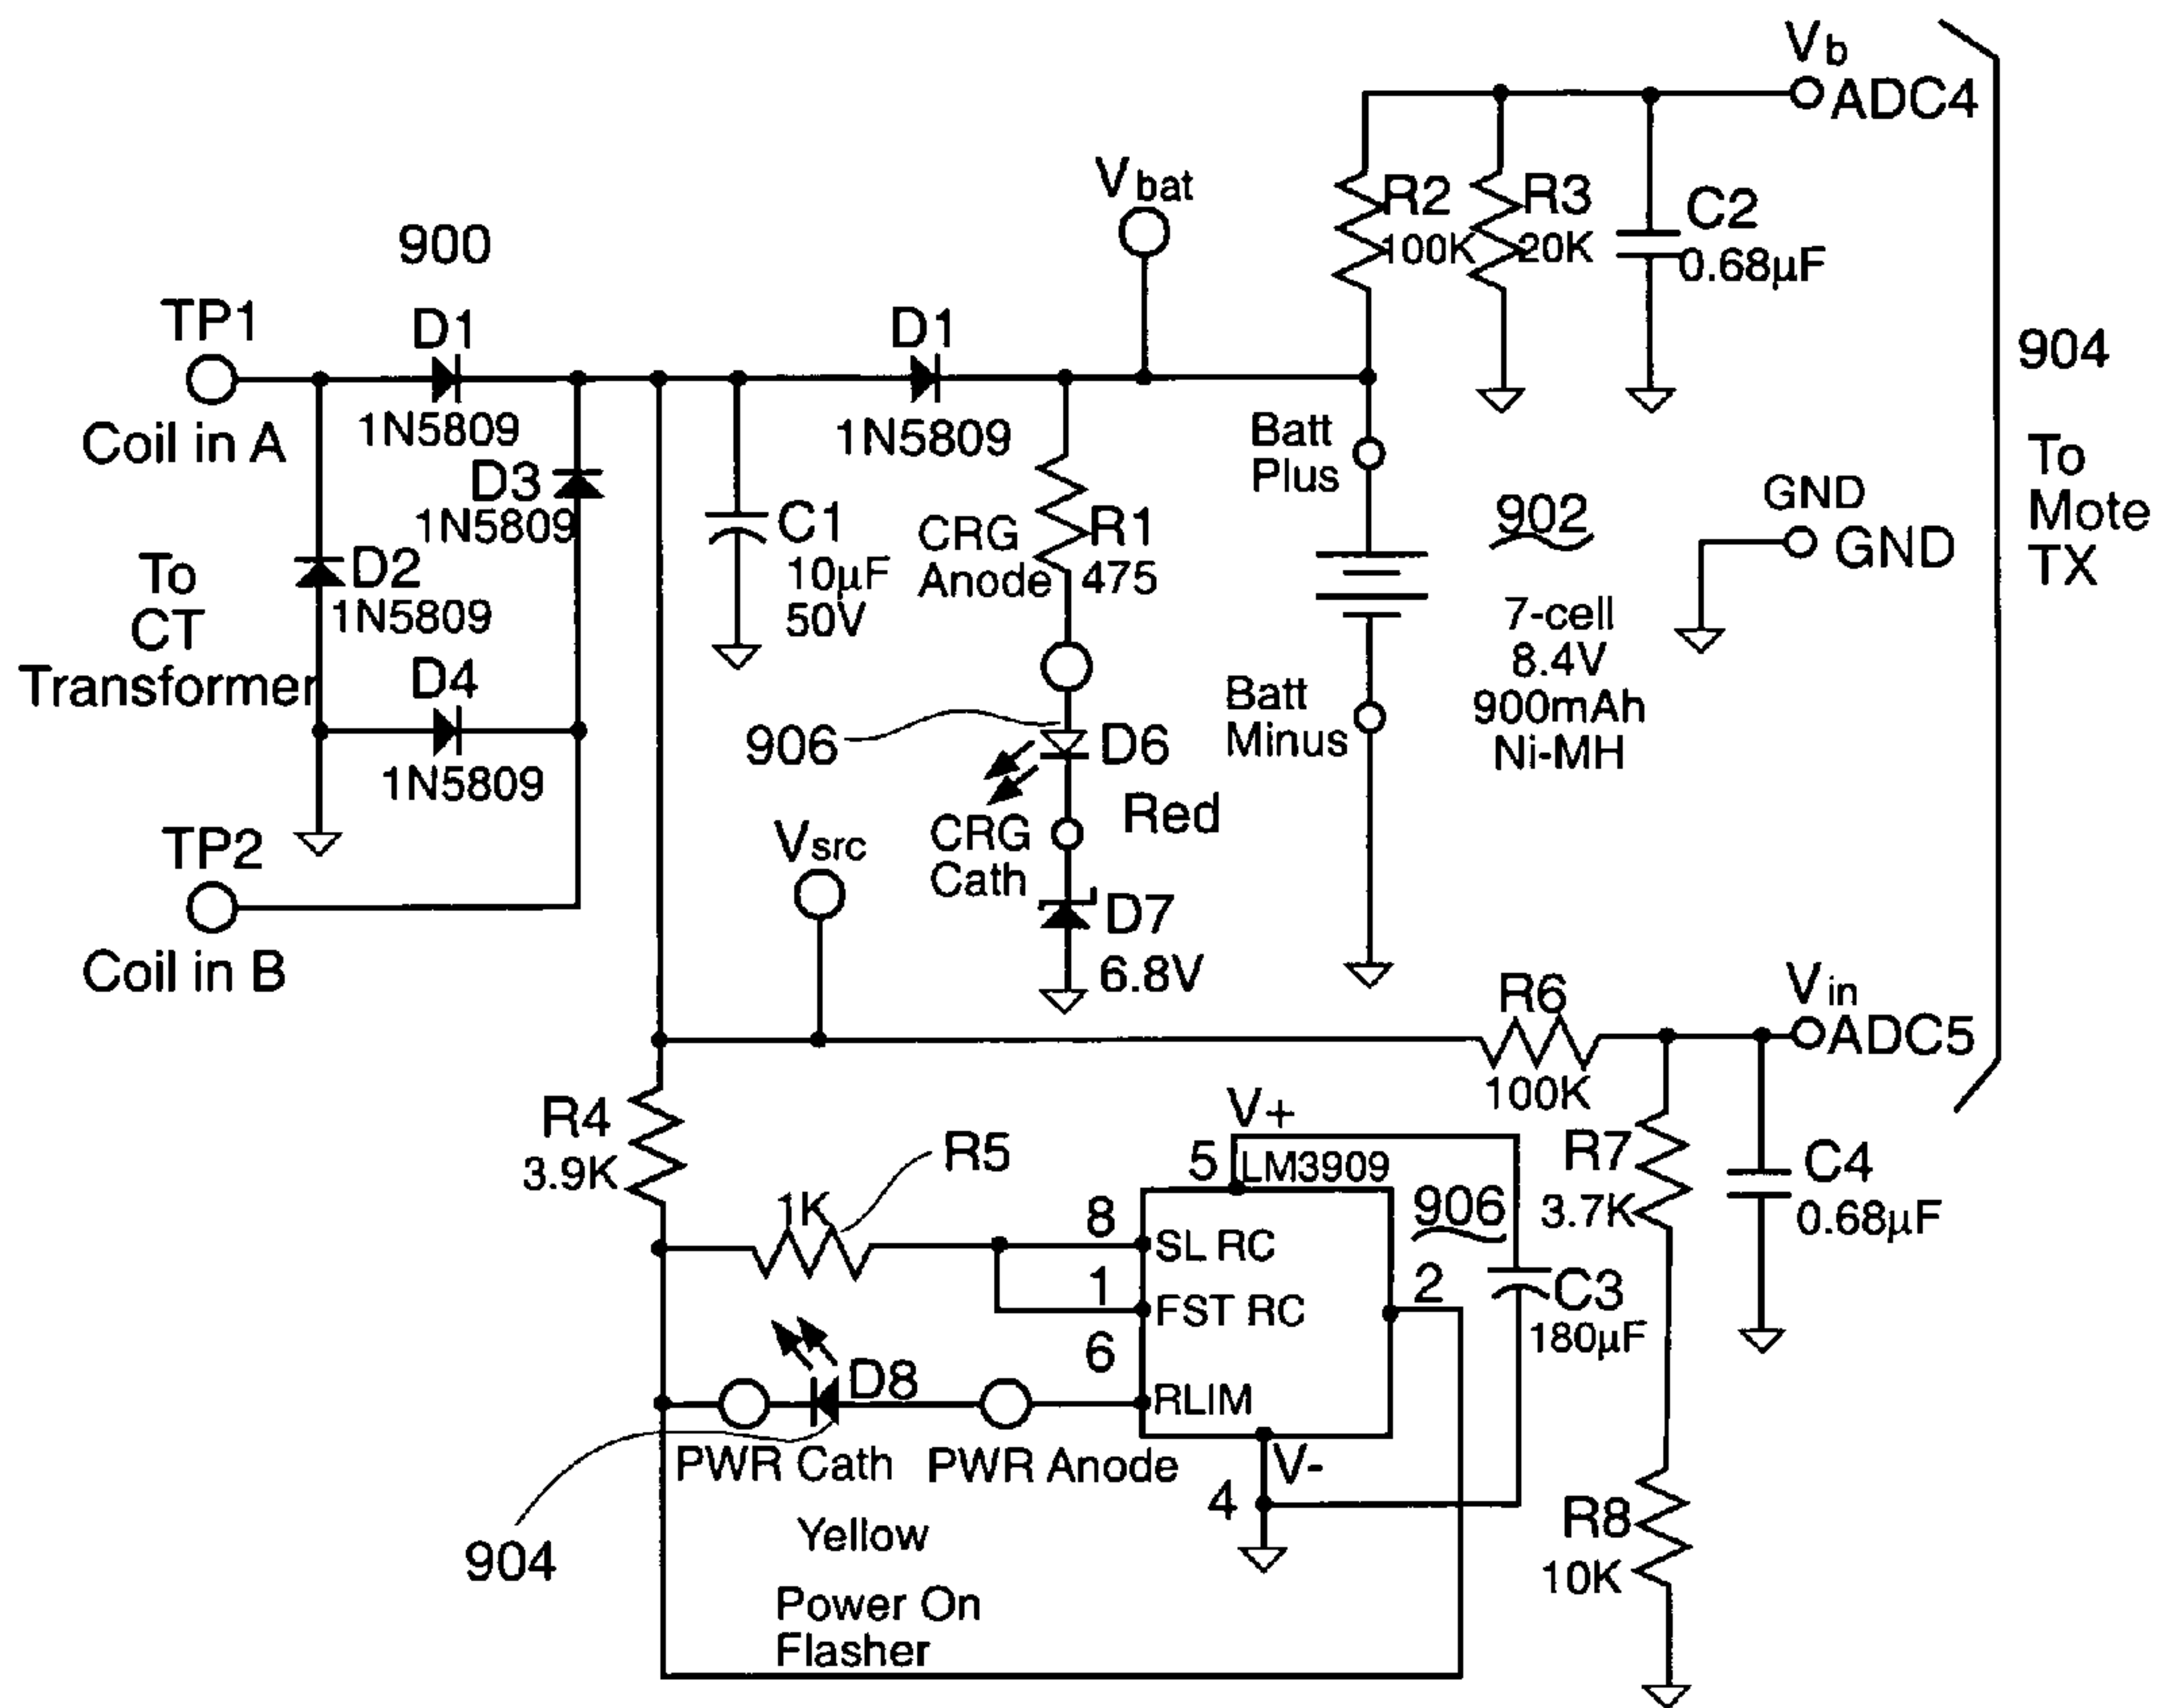 Vb
ADC4
Vbat
R2
100K
R3
20K
C2
0.68µF
900
TP1
D1
D1
904
Coil in A
1N5809
1N5809
Batt
Plus
To
Mote
TX
D3
1N5809
C1
10µF
50V
CRG
Anode
R1
475
902
GND
GND
To
CT
Transformer
D2
1N5809
7-cell
8.4V
900mAh
Ni-MH
D4
1N5809
Batt
Minus
906
D6
Red
TP2
Vsrc
CRG
Cath
D7
6.8V
Coil in B
R6
100K
Vin
ADC5
R4
3.9K
R5
1K
V+
5
LM3909
R7
3.7K
C4
0.68µF
8
SL RC
906
1
FST RC
2
C3
180µF
6
D8
RLIM
PWR Cath
PWR Anode
V-
4
904
Yellow
R8
10K
Power On
Flasher